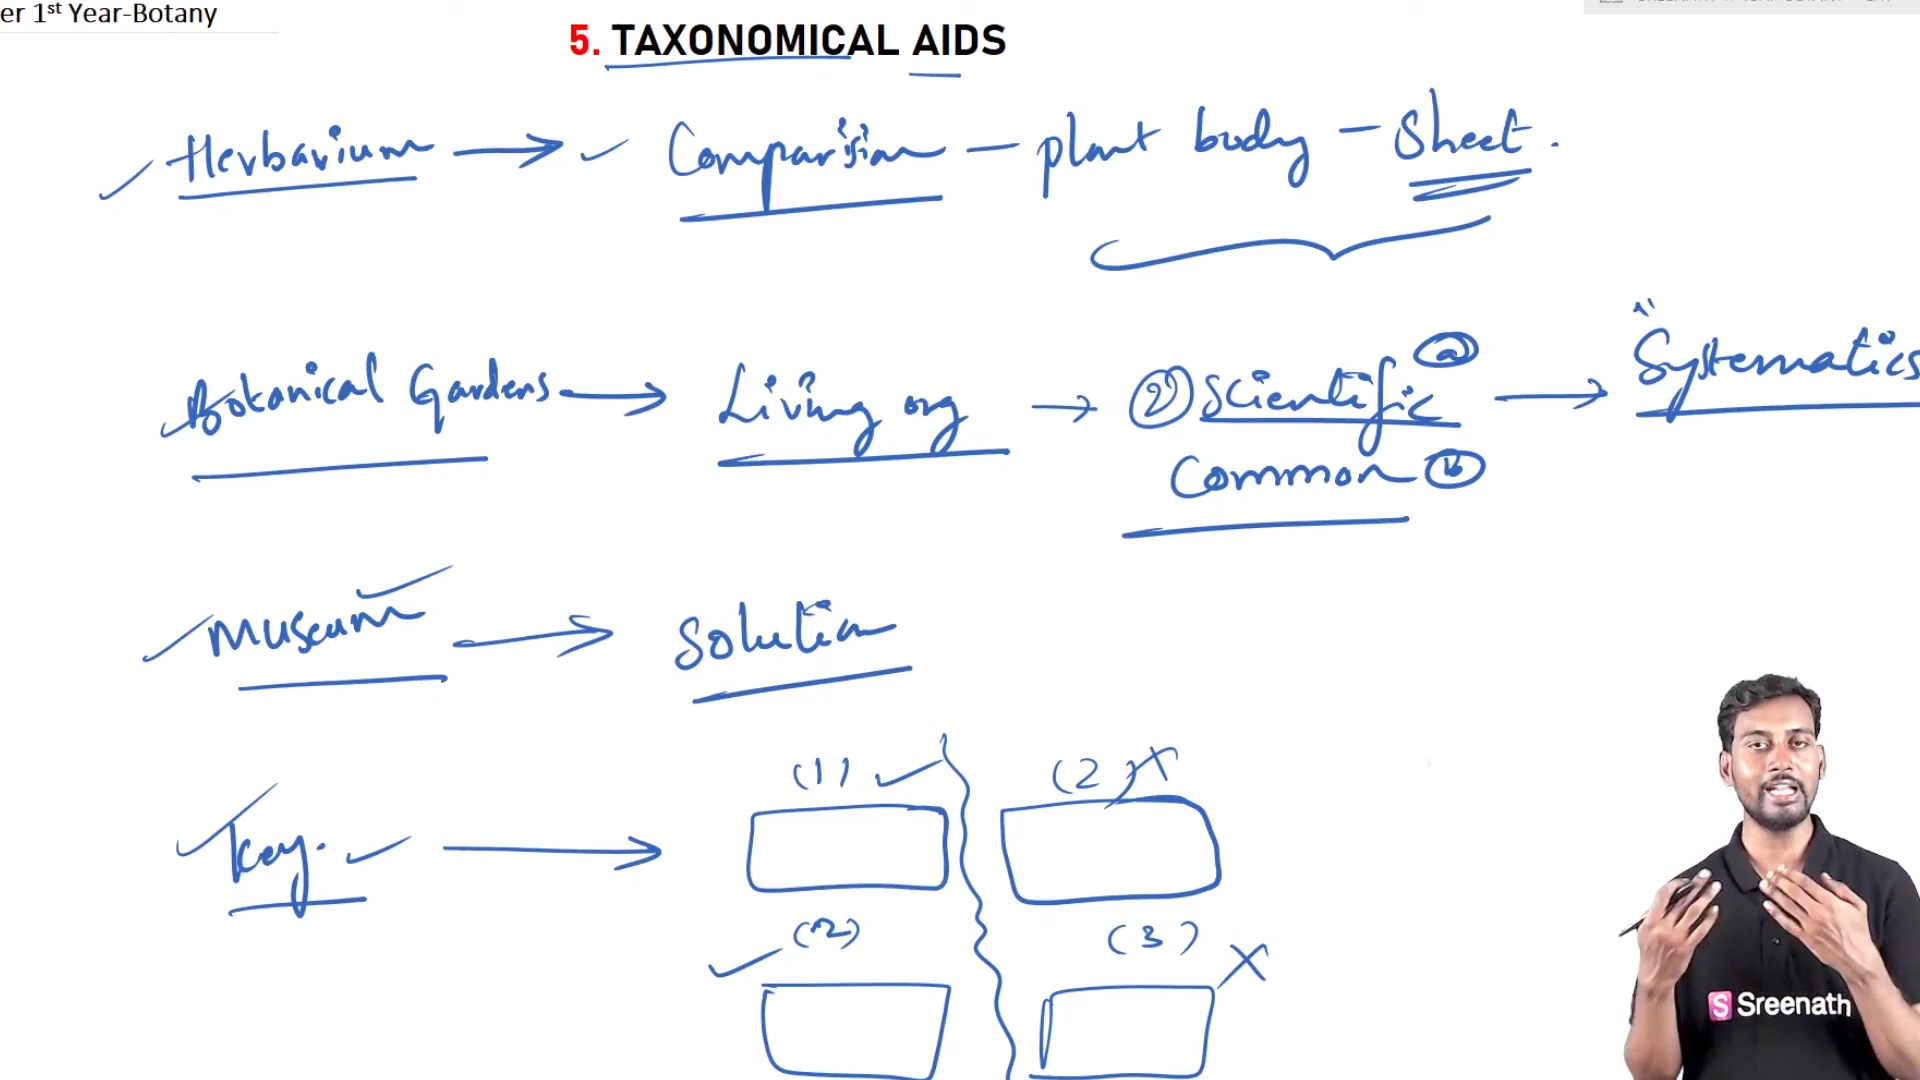 er 1st Year-Botany
5. TAXONOMICAL AIDS
Herbarium → Comparision – plant body – Sheet.
Botanical Gardens → Living org → (2) Scientific (a) → "Systematics
Common (b)
Museum → Solution
(1) (2)
Key. →
(2) (3)
S Sreenath